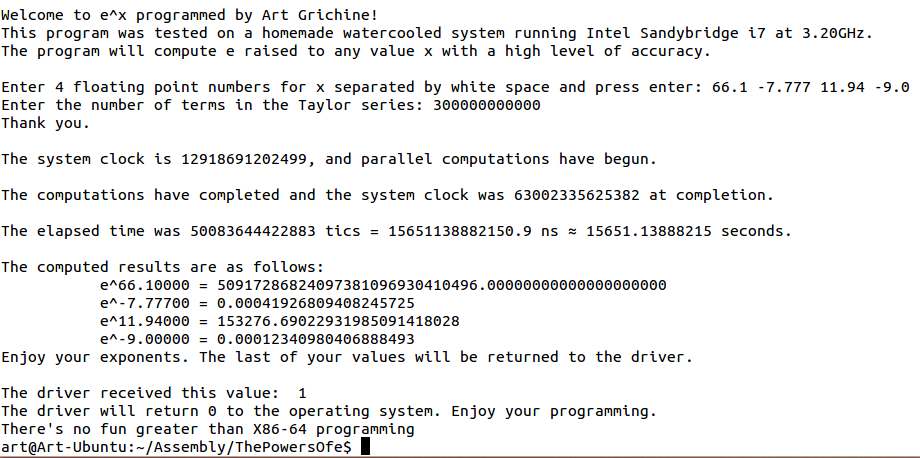 Welcome to e^x programmed by Art Grichine!
This program was tested on a homemade watercooled system running Intel Sandybridge i7 at 3.20GHz.
The program will compute e raised to any value x with a high level of accuracy.
Enter 4 floating point numbers for x separated by white space and press enter: 66.1 -7.777 11.94 -9.0
Enter the number of terms in the Taylor series: 300000000000
Thank you.
The system clock is 12918691202499, and parallel computations have begun.
The computations have completed and the system clock was 63002335625382 at completion.
The elapsed time was 50083644422883 tics = 15651138882150.9 ns ≈ 15651.13888215 seconds.
The computed results are as follows:
e^66.10000 = 50917286824097381096930410496.00000000000000000000
e^-7.77700 = 0.00041926809408245725
e^11.94000 = 153276.69022931985091418028
e^-9.00000 = 0.00012340980406888493
Enjoy your exponents. The last of your values will be returned to the driver.
The driver received this value:  1
The driver will return 0 to the operating system. Enjoy your programming.
There's no fun greater than X86-64 programming
art@Art-Ubuntu:~/Assembly/ThePowersOfe$